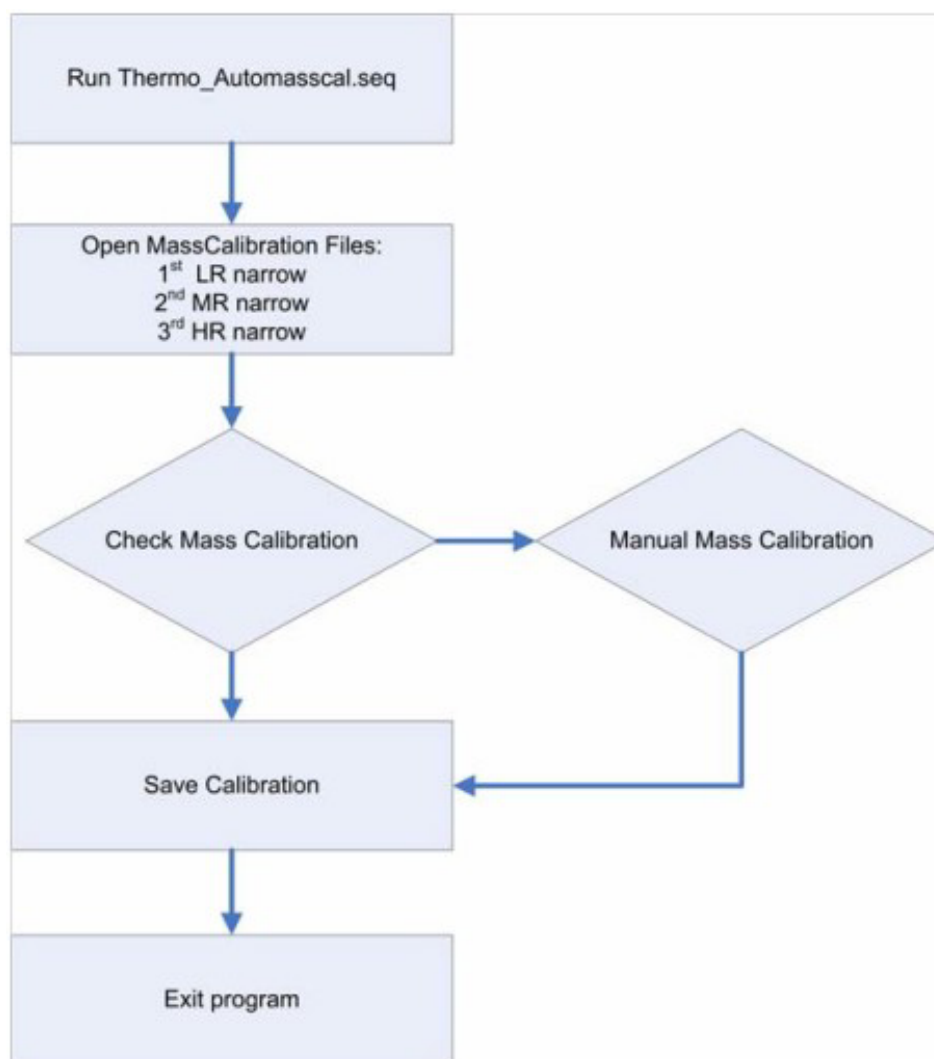 Run Thermo_Automasscal.seq
Open MassCalibration Files:
1st LR narrow
2nd MR narrow
3rd HR narrow
Check Mass Calibration
Manual Mass Calibration
Save Calibration
Exit program